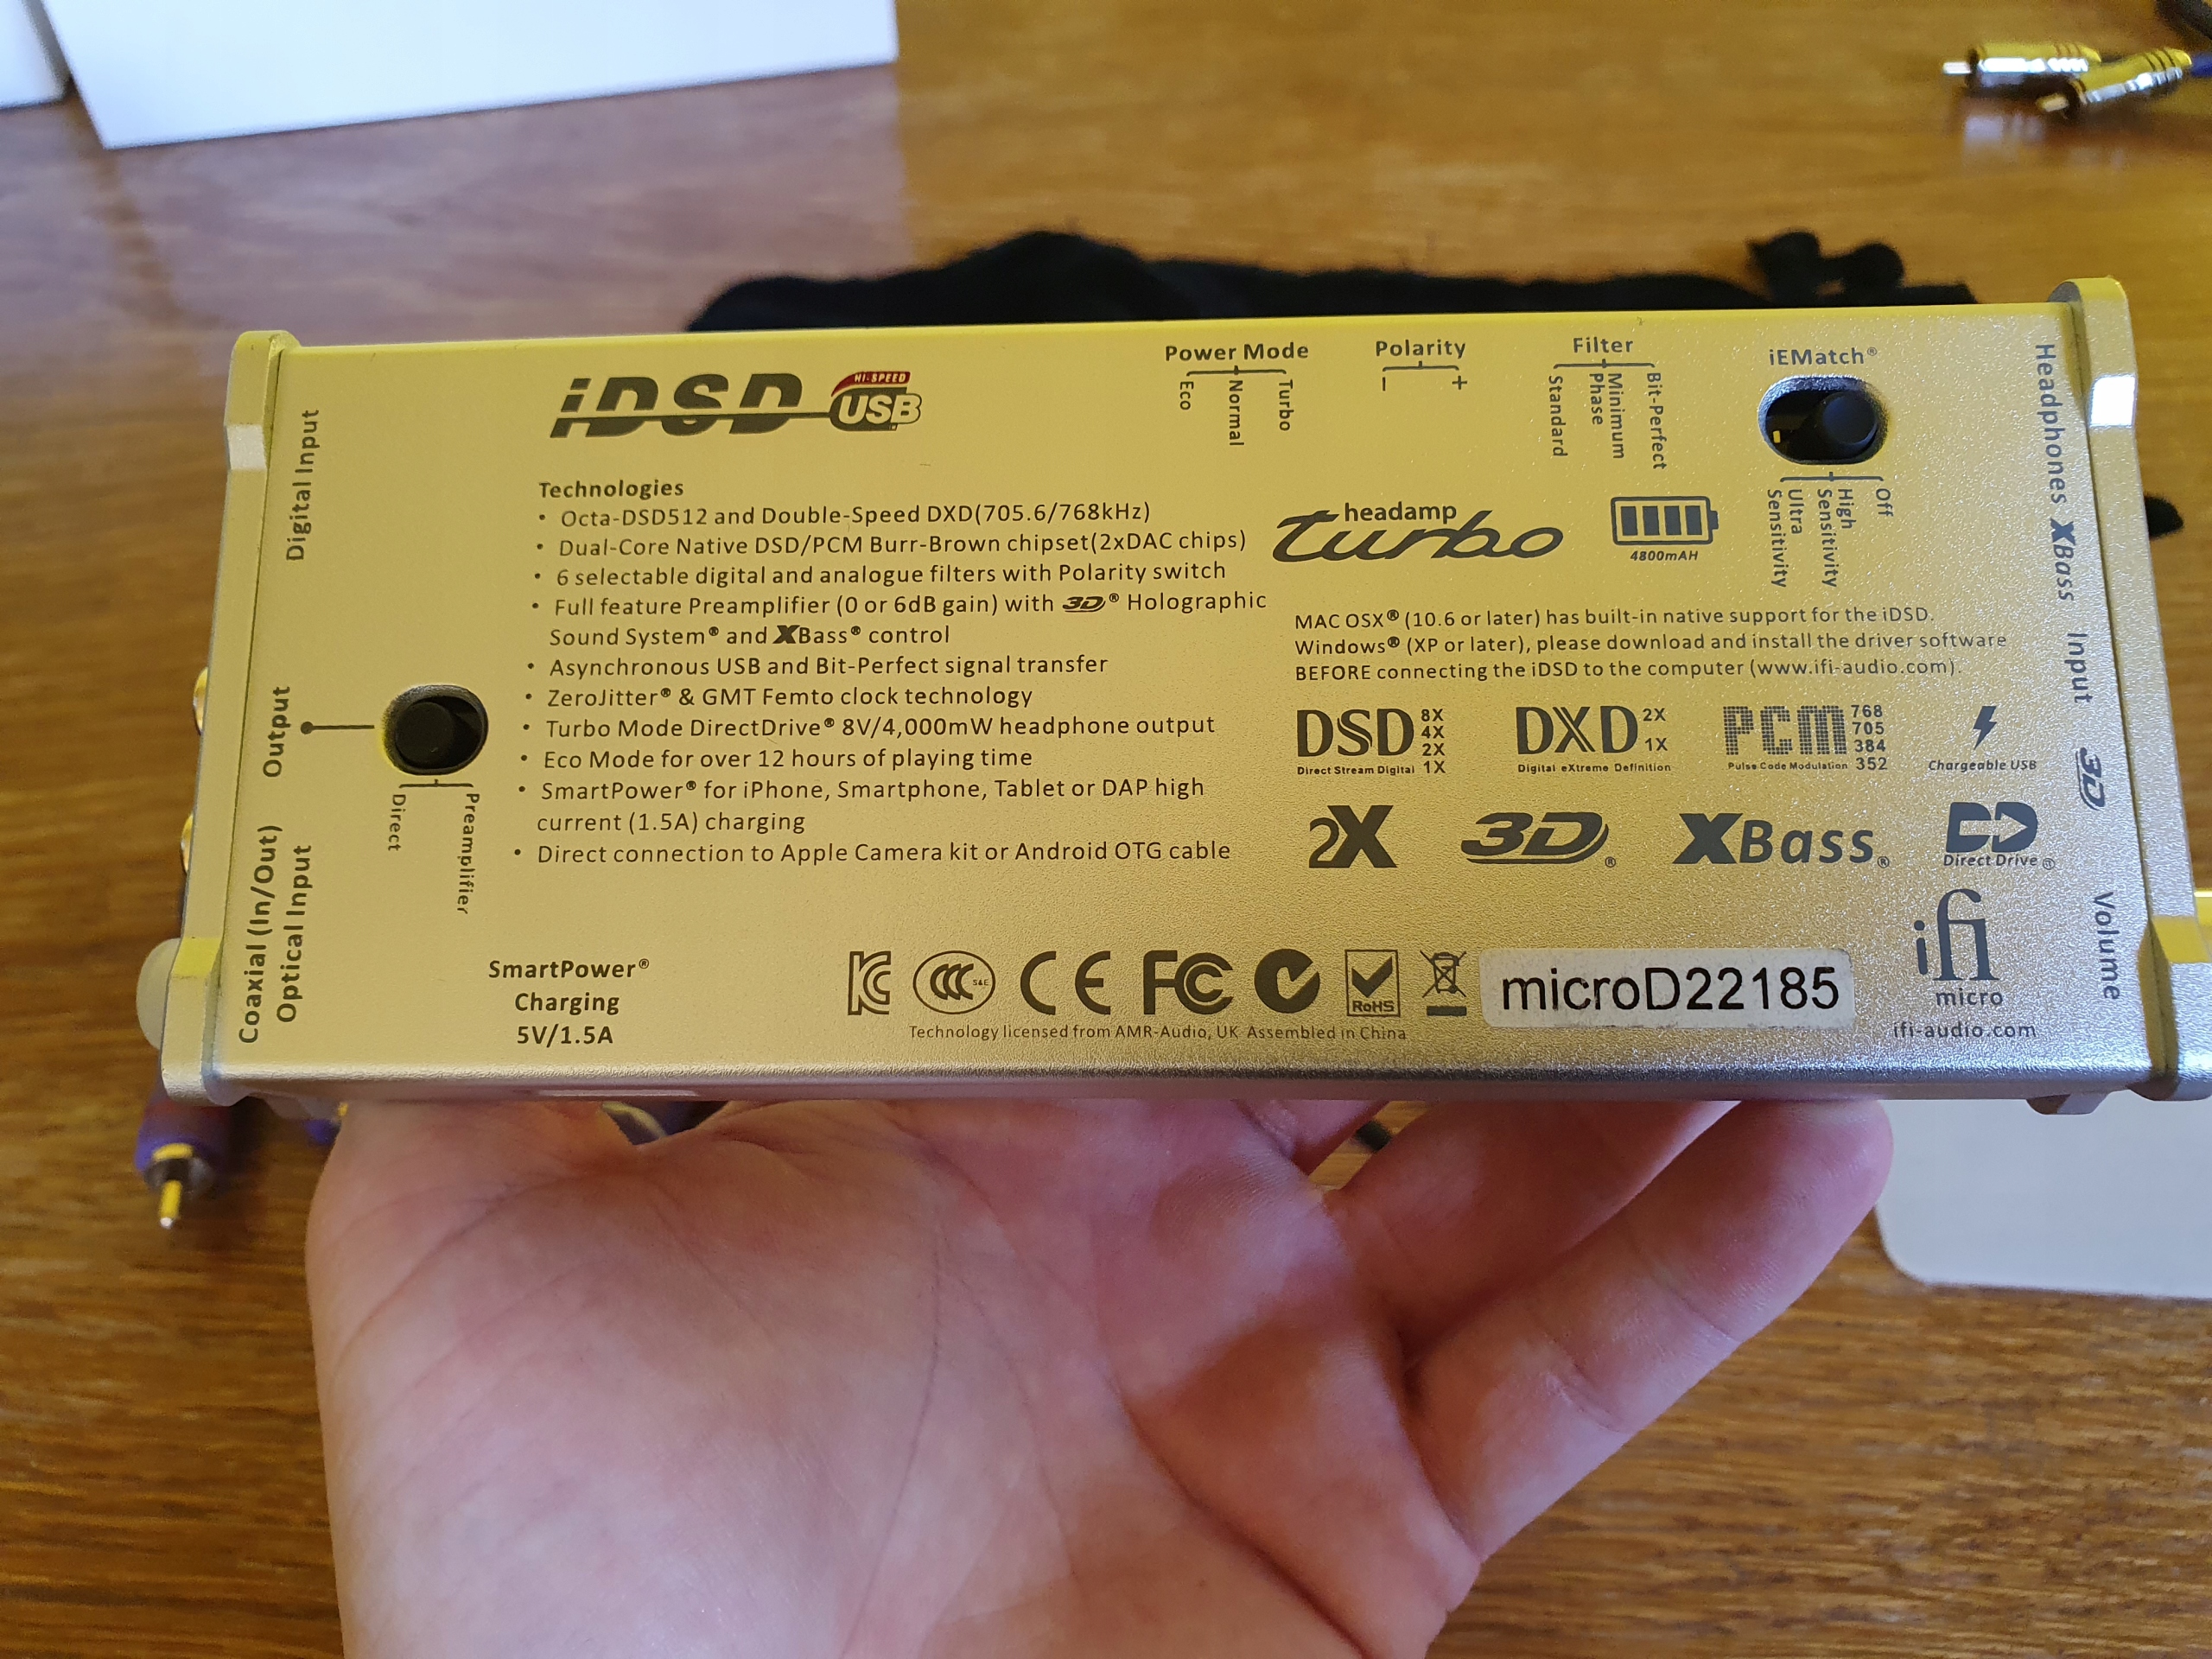 iDSD HI-SPEED USB
Power Mode
Eco
Normal
Turbo
Polarity
−
+
Filter
Standard
Minimum
Phase
Bit-Perfect
iEMatch®
Off
High
Sensitivity
Ultra
Sensitivity
Digital Input
Output
Direct
Preamplifier
Coaxial (In/Out)
Optical Input
Technologies
• Octa-DSD512 and Double-Speed DXD(705.6/768kHz)
• Dual-Core Native DSD/PCM Burr-Brown chipset(2xDAC chips)
• 6 selectable digital and analogue filters with Polarity switch
• Full feature Preamplifier (0 or 6dB gain) with 3D® Holographic
Sound System® and XBass® control
• Asynchronous USB and Bit-Perfect signal transfer
• ZeroJitter® & GMT Femto clock technology
• Turbo Mode DirectDrive® 8V/4,000mW headphone output
• Eco Mode for over 12 hours of playing time
• SmartPower® for iPhone, Smartphone, Tablet or DAP high
current (1.5A) charging
• Direct connection to Apple Camera kit or Android OTG cable
headamp
turbo
4800mAH
MAC OSX® (10.6 or later) has built-in native support for the iDSD.
Windows® (XP or later), please download and install the driver software
BEFORE connecting the iDSD to the computer (www.ifi-audio.com).
DSD 8X 4X 2X 1X
Direct Stream Digital
DXD 2X 1X
Digital eXtreme Definition
PCM 768 705 384 352
Pulse Code Modulation
Chargeable USB
2X
3D®
XBass®
Direct Drive®
Headphones
XBass
Input
3D
Volume
SmartPower®
Charging
5V/1.5A
KC CCC S&E CE FC RoHS
microD22185
Technology licensed from AMR-Audio, UK Assembled in China
ifi
micro
ifi-audio.com